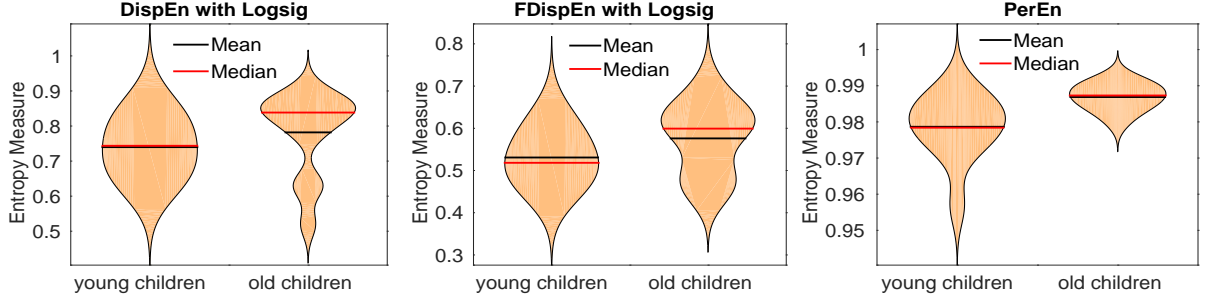 DispEn with Logsig
Entropy Measure
1
0.9
0.8
0.7
0.6
0.5
Mean
Median
young children
old children
FDispEn with Logsig
Entropy Measure
0.8
0.7
0.6
0.5
0.4
0.3
Mean
Median
young children
old children
PerEn
Entropy Measure
1
0.99
0.98
0.97
0.96
0.95
Mean
Median
young children
old children